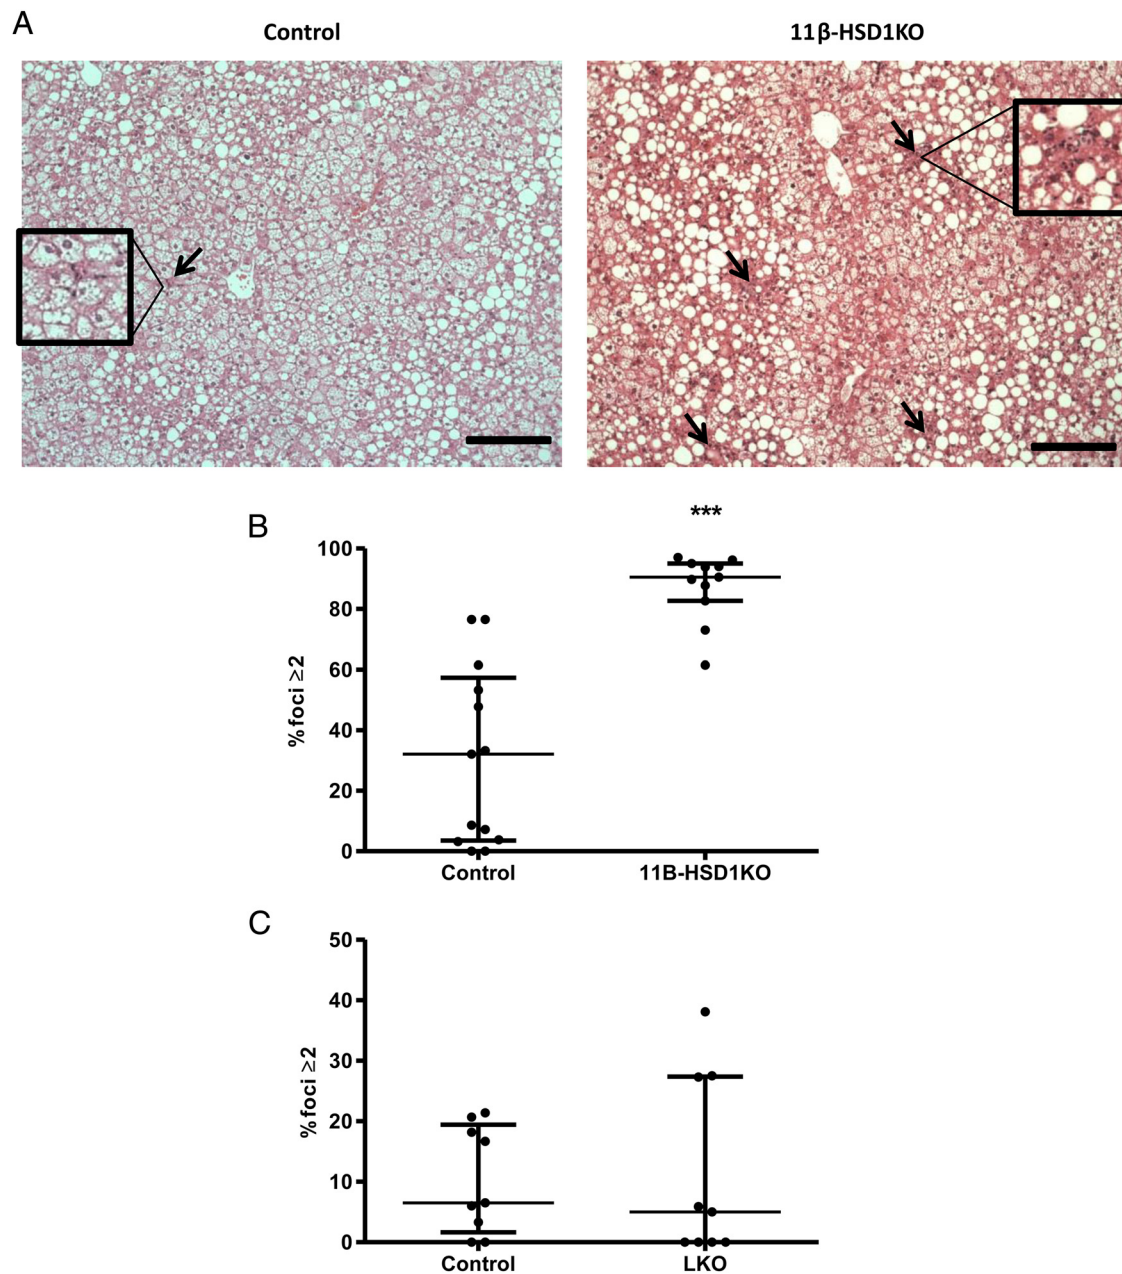 A
Control
11β-HSD1KO
B
***
100
80
60
40
20
0
% foci ≥2
Control
11B-HSD1KO
C
50
40
30
20
10
0
% foci ≥2
Control
LKO